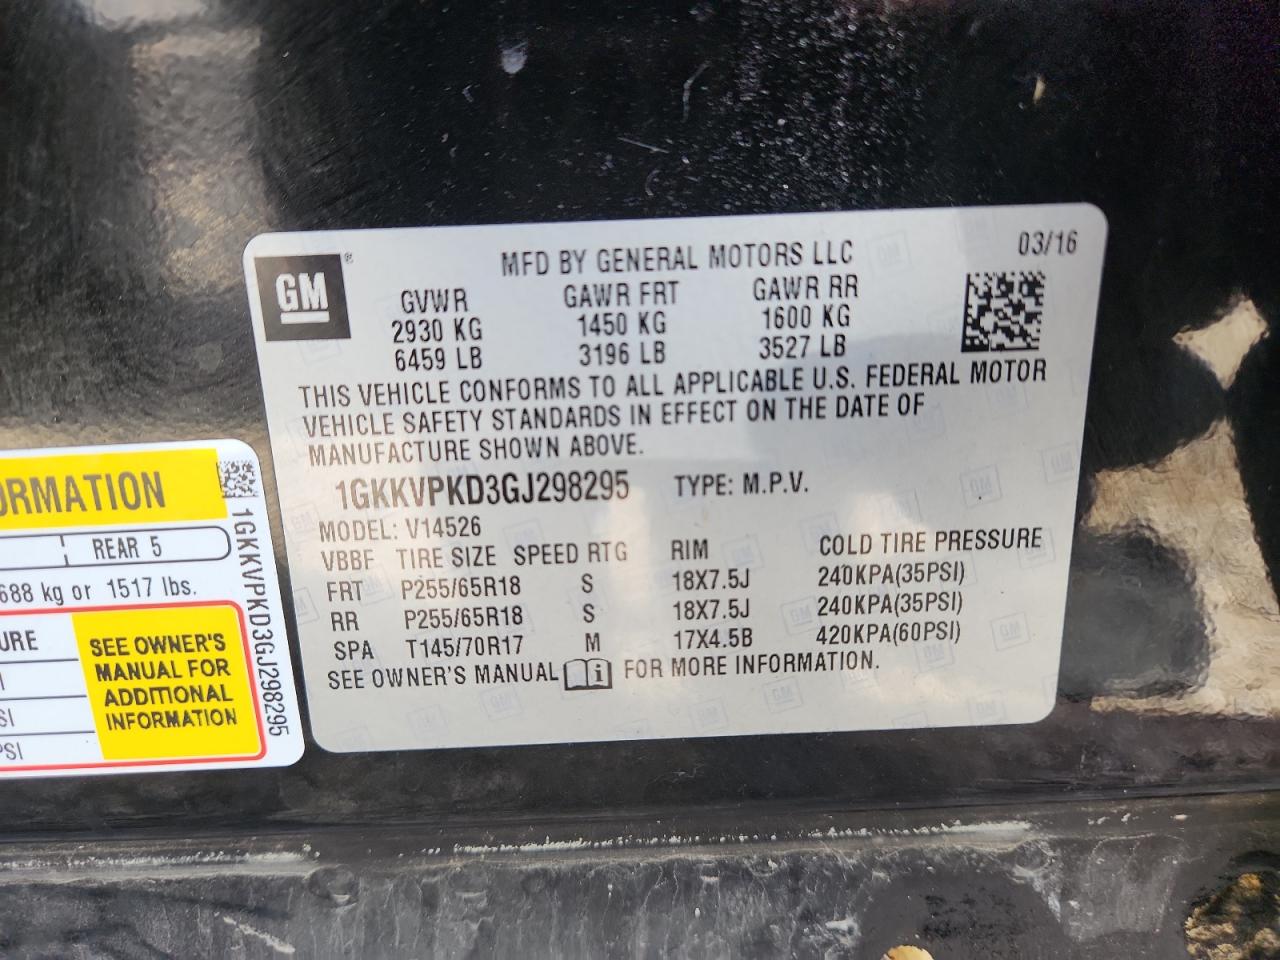 GM®
MFD BY GENERAL MOTORS LLC
03/16
GVWR GAWR FRT GAWR RR
2930 KG 1450 KG 1600 KG
6459 LB 3196 LB 3527 LB
THIS VEHICLE CONFORMS TO ALL APPLICABLE U.S. FEDERAL MOTOR
VEHICLE SAFETY STANDARDS IN EFFECT ON THE DATE OF
MANUFACTURE SHOWN ABOVE.
1GKKVPKD3GJ298295 TYPE: M.P.V.
MODEL: V14526
VBBF TIRE SIZE SPEED RTG RIM COLD TIRE PRESSURE
FRT P255/65R18 S 18X7.5J 240KPA(35PSI)
RR P255/65R18 S 18X7.5J 240KPA(35PSI)
SPA T145/70R17 M 17X4.5B 420KPA(60PSI)
SEE OWNER'S MANUAL FOR MORE INFORMATION.
ORMATION
REAR 5
688 kg or 1517 lbs.
URE
SI
PSI
SEE OWNER'S
MANUAL FOR
ADDITIONAL
INFORMATION
1GKKVPKD3GJ298295